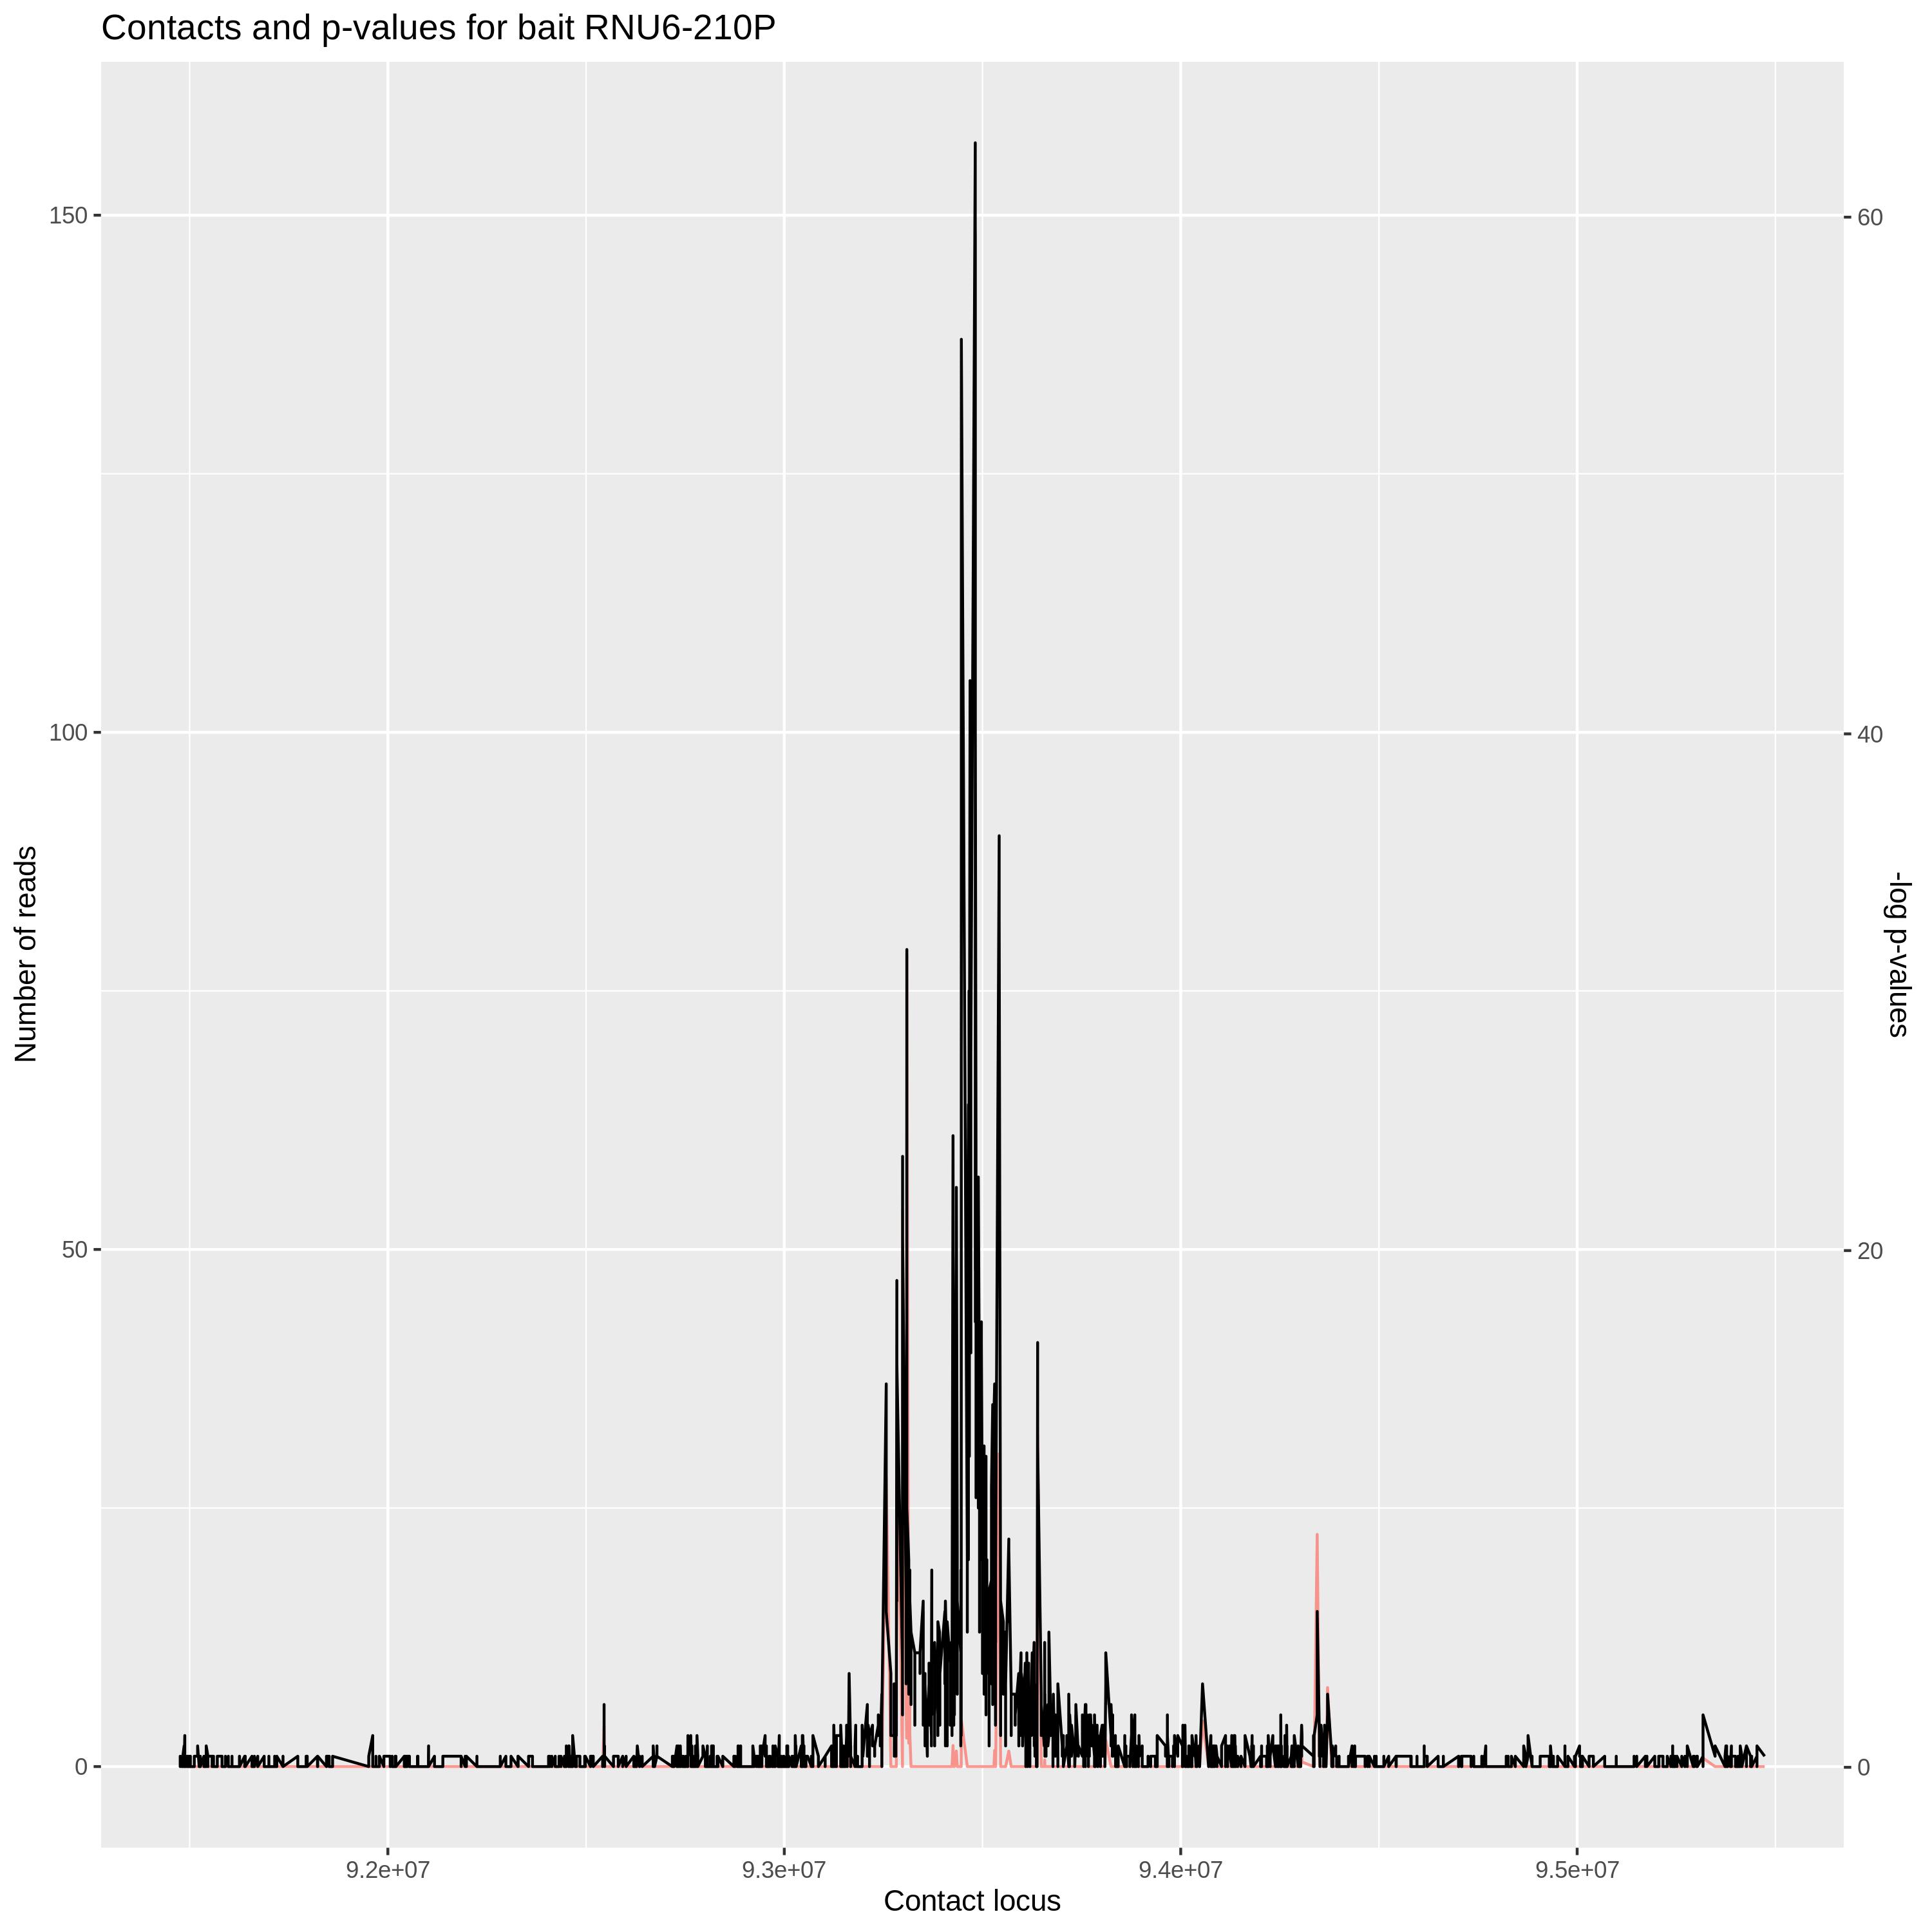 Contacts and p-values for bait RNU6-210P
150
100
50
0
60
40
20
0
Number of reads
-log p-values
9.2e+07
9.3e+07
9.4e+07
9.5e+07
Contact locus